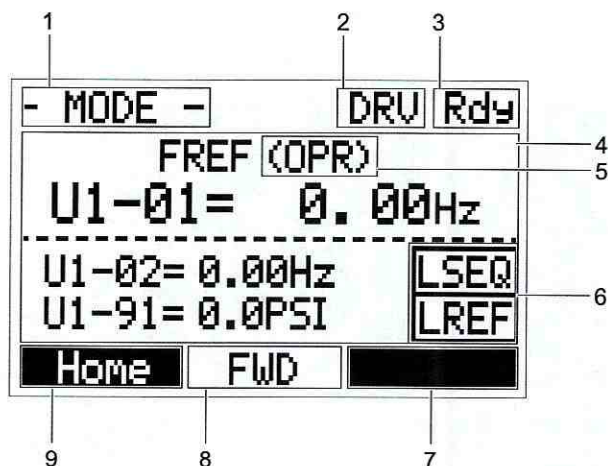 1 2 3
- MODE - DRV Rdy
4
FREF (OPR)
5
U1-01= 0.00Hz
U1-02= 0.00Hz LSEQ
6
U1-91= 0.0PSI LREF
Home FWD
9 8 7